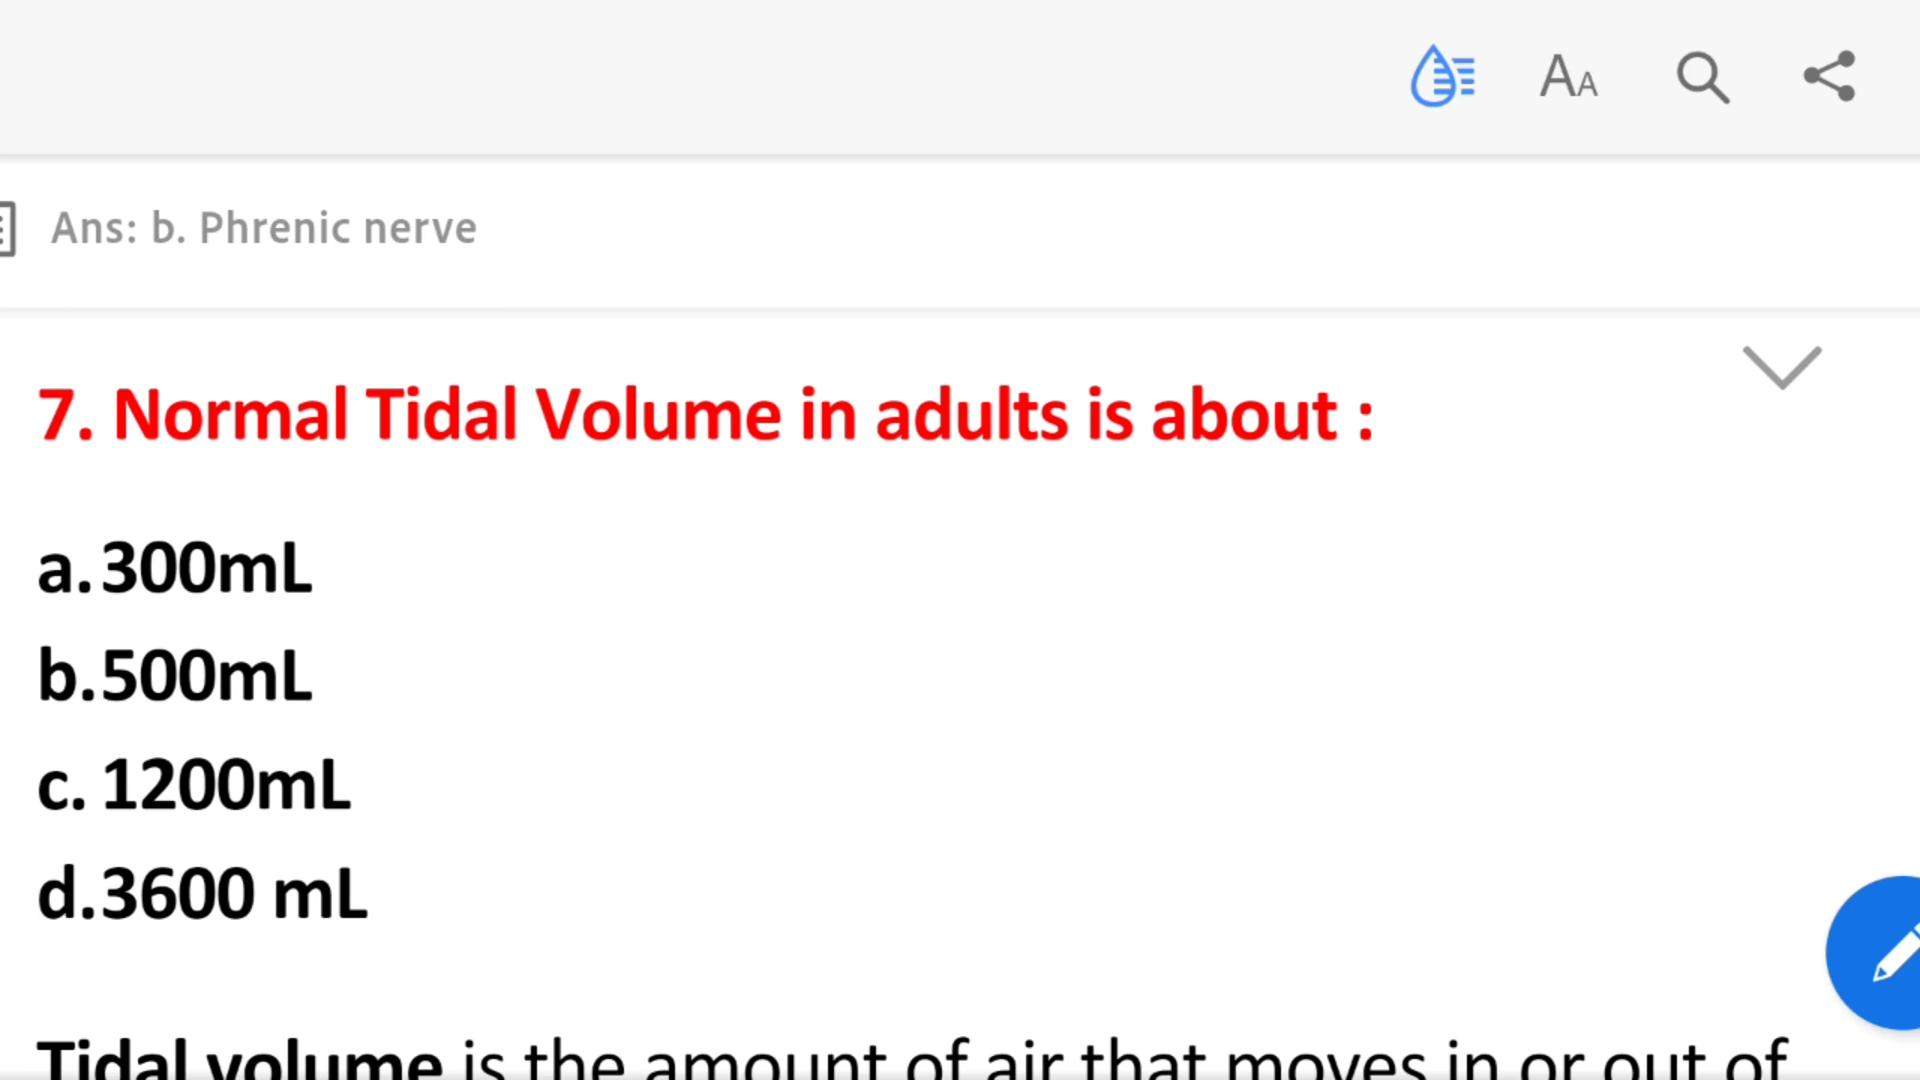 AA
Ans: b. Phrenic nerve
7. Normal Tidal Volume in adults is about :
a. 300mL
b. 500mL
c. 1200mL
d. 3600 mL
Tidal volume is the amount of air that moves in or out of